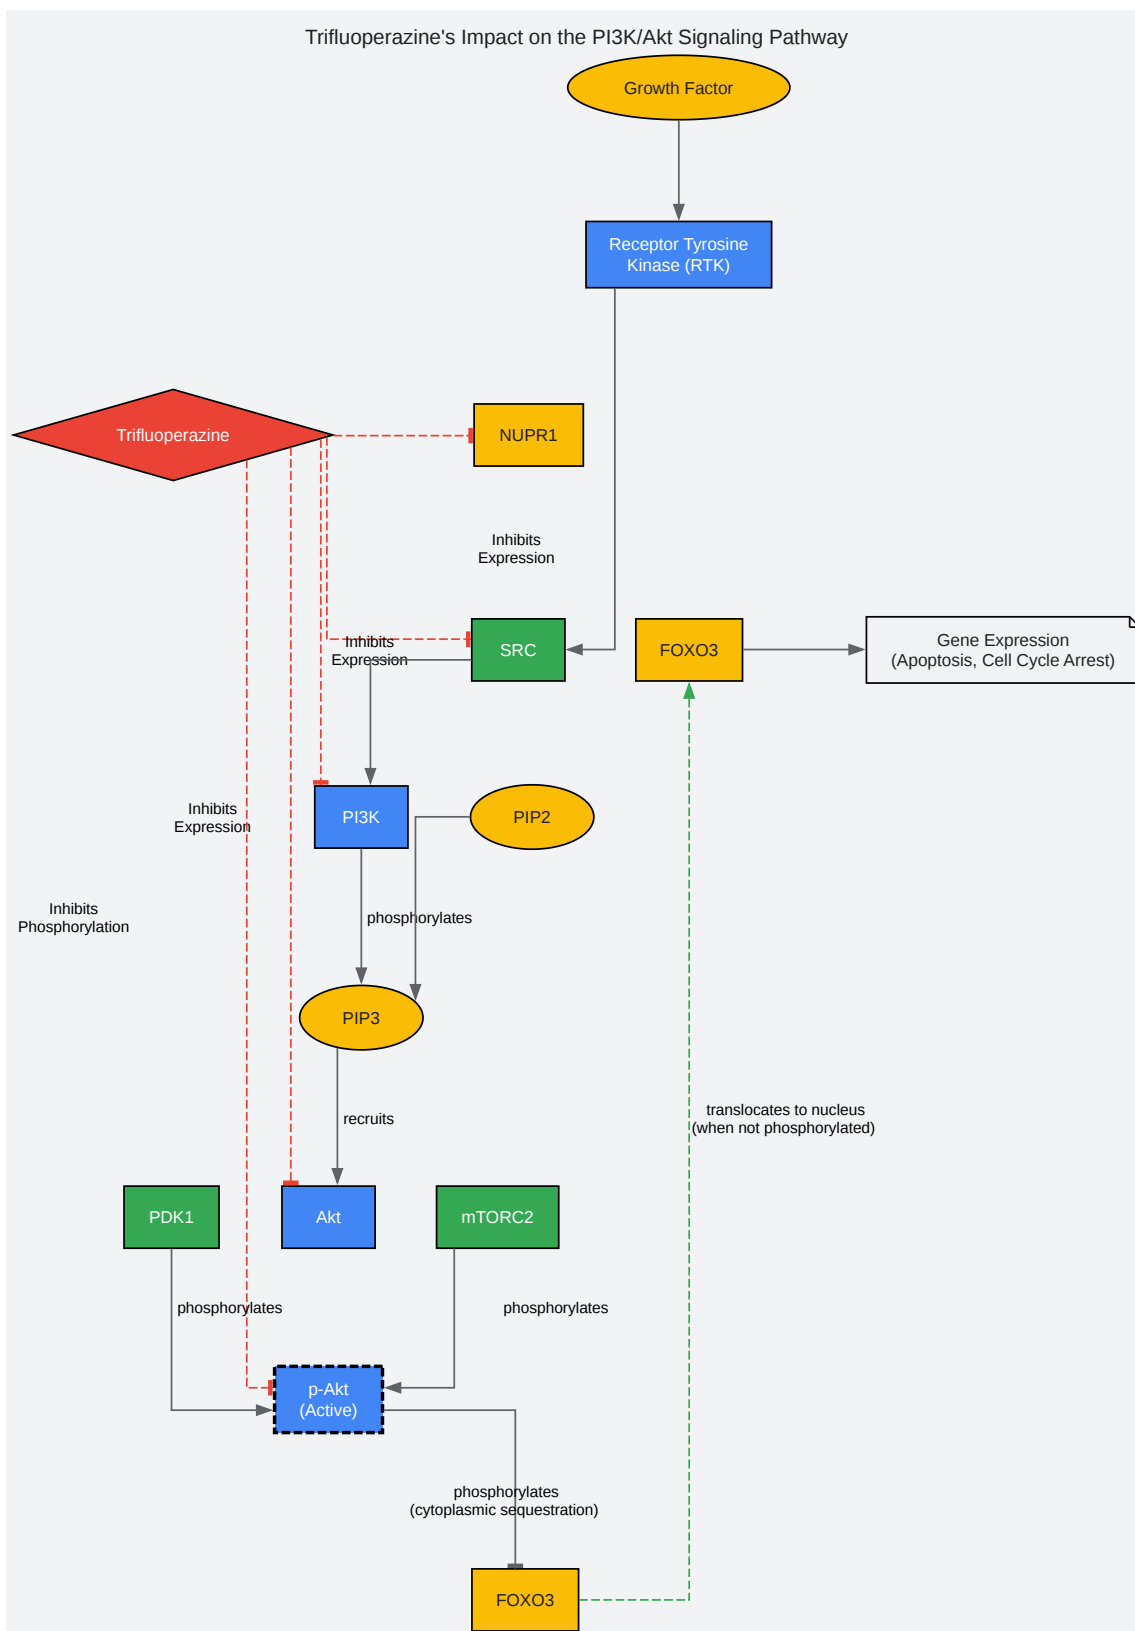 Trifluoperazine's Impact on the PI3K/Akt Signaling Pathway
Growth Factor
Receptor Tyrosine
Kinase (RTK)
Trifluoperazine
NUPR1
Inhibits
Expression
Inhibits
Expression
SRC
FOXO3
Gene Expression
(Apoptosis, Cell Cycle Arrest)
Inhibits
Expression
PI3K
PIP2
Inhibits
Phosphorylation
phosphorylates
PIP3
recruits
translocates to nucleus
(when not phosphorylated)
PDK1
Akt
mTORC2
phosphorylates
phosphorylates
p-Akt
(Active)
phosphorylates
(cytoplasmic sequestration)
FOXO3